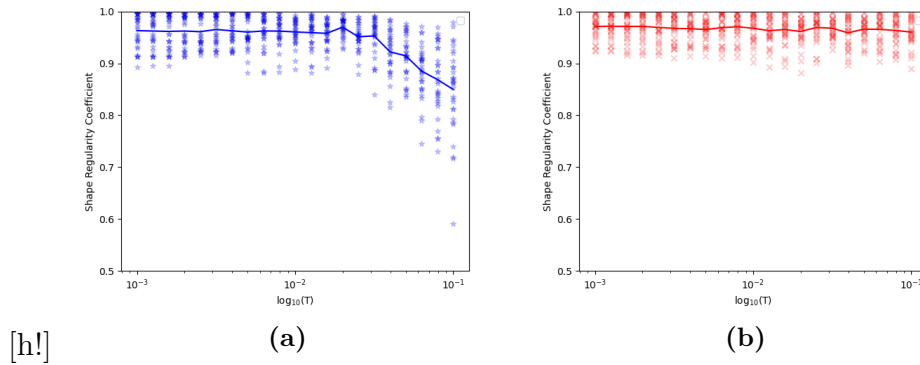 1.0
0.9
0.8
0.7
0.6
0.5
Shape Regularity Coefficient
10⁻³
10⁻²
10⁻¹
log₁₀(T)
(a)
1.0
0.9
0.8
0.7
0.6
0.5
Shape Regularity Coefficient
10⁻³
10⁻²
10⁻¹
log₁₀(T)
(b)
[h!]